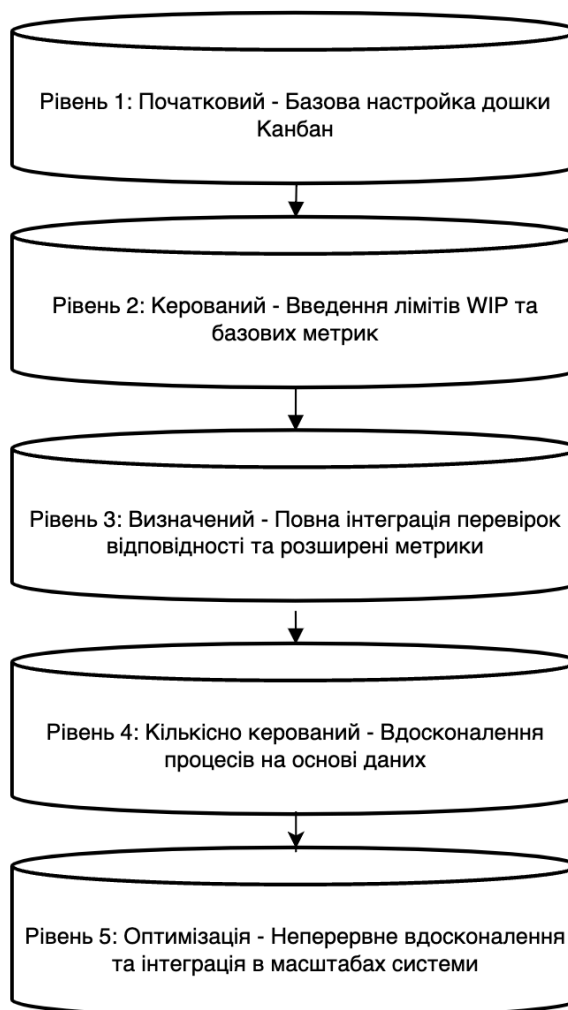 Рівень 1: Початковий - Базова настройка дошки
Канбан
Рівень 2: Керований - Введення лімітів WIP та
базових метрик
Рівень 3: Визначений - Повна інтеграція перевірок
відповідності та розширені метрики
Рівень 4: Кількісно керований - Вдосконалення
процесів на основі даних
Рівень 5: Оптимізація - Неперервне вдосконалення
та інтеграція в масштабах системи